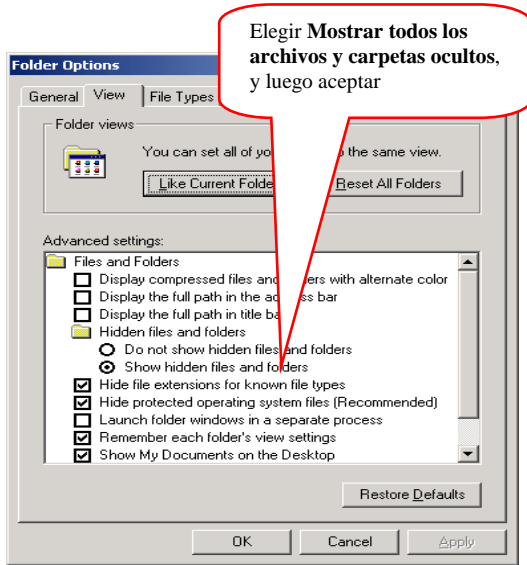 Elegir Mostrar todos los
archivos y carpetas ocultos,
y luego aceptar
Folder Options
General View File Types
Folder views
You can set all of yo the same view.
Like Current Folde Reset All Folders
Advanced settings:
Files and Folders
Display compressed files and ers with alternate color
Display the full path in the ad ss bar
Display the full path in title ba
Hidden files and folders
Do not show hidden files and folders
Show hidden files and folders
Hide file extensions for known file types
Hide protected operating system files (Recommended)
Launch folder windows in a separate process
Remember each folder's view settings
Show My Documents on the Desktop
Restore Defaults
OK Cancel Apply